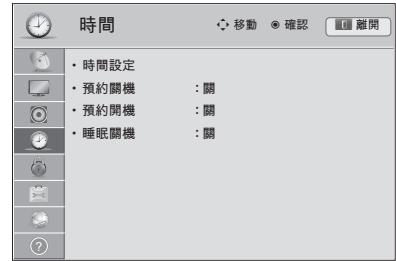 時間 移動 確認 離開
・時間設定
・預約關機 ：關
・預約開機 ：關
・睡眠關機 ：關
?